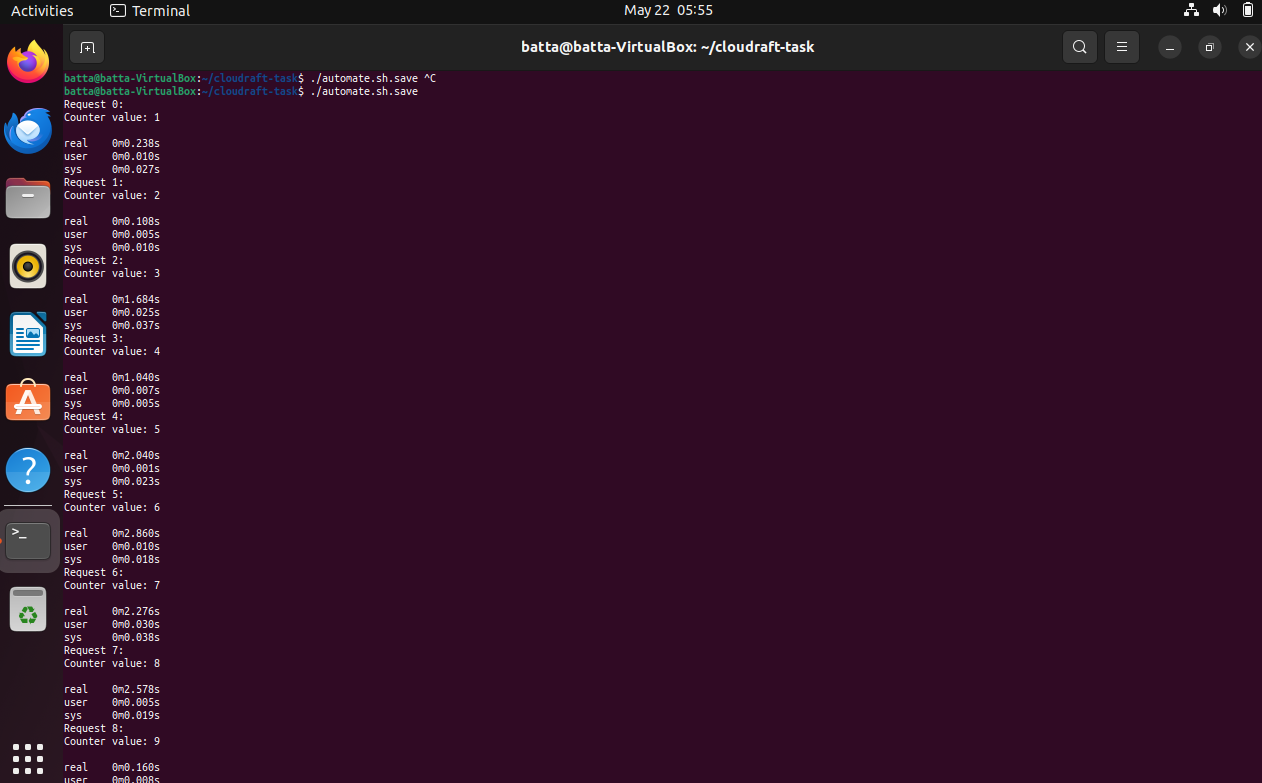 Activities Terminal May 22 05:55
batta@batta-VirtualBox: ~/cloudraft-task
batta@batta-VirtualBox:~/cloudraft-task$ ./automate.sh.save ^C
batta@batta-VirtualBox:~/cloudraft-task$ ./automate.sh.save
Request 0:
Counter value: 1
real 0m0.238s
user 0m0.010s
sys 0m0.027s
Request 1:
Counter value: 2
real 0m0.108s
user 0m0.005s
sys 0m0.010s
Request 2:
Counter value: 3
real 0m1.684s
user 0m0.025s
sys 0m0.037s
Request 3:
Counter value: 4
real 0m1.040s
user 0m0.007s
sys 0m0.005s
Request 4:
Counter value: 5
real 0m2.040s
user 0m0.001s
sys 0m0.023s
Request 5:
Counter value: 6
real 0m2.860s
user 0m0.010s
sys 0m0.018s
Request 6:
Counter value: 7
real 0m2.276s
user 0m0.030s
sys 0m0.038s
Request 7:
Counter value: 8
real 0m2.578s
user 0m0.005s
sys 0m0.019s
Request 8:
Counter value: 9
real 0m0.160s
user 0m0.008s